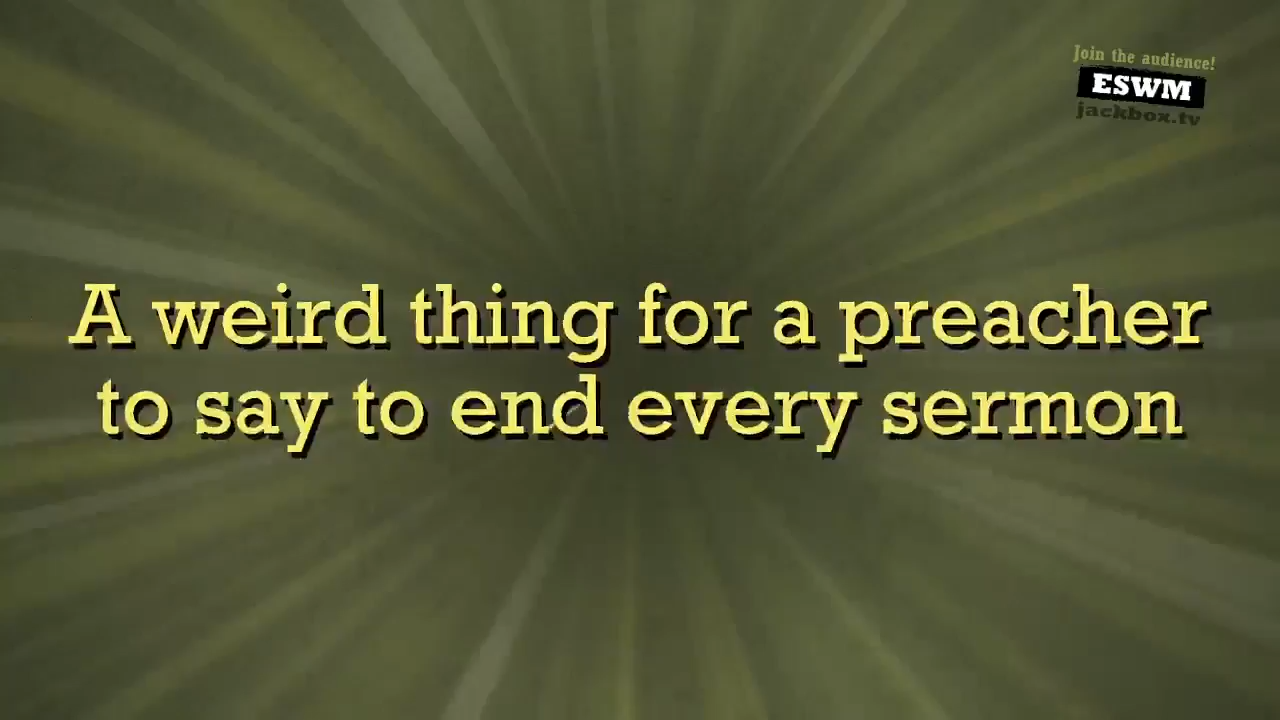 Join the audience!
ESWM
jackbox.tv
A weird thing for a preacher
to say to end every sermon